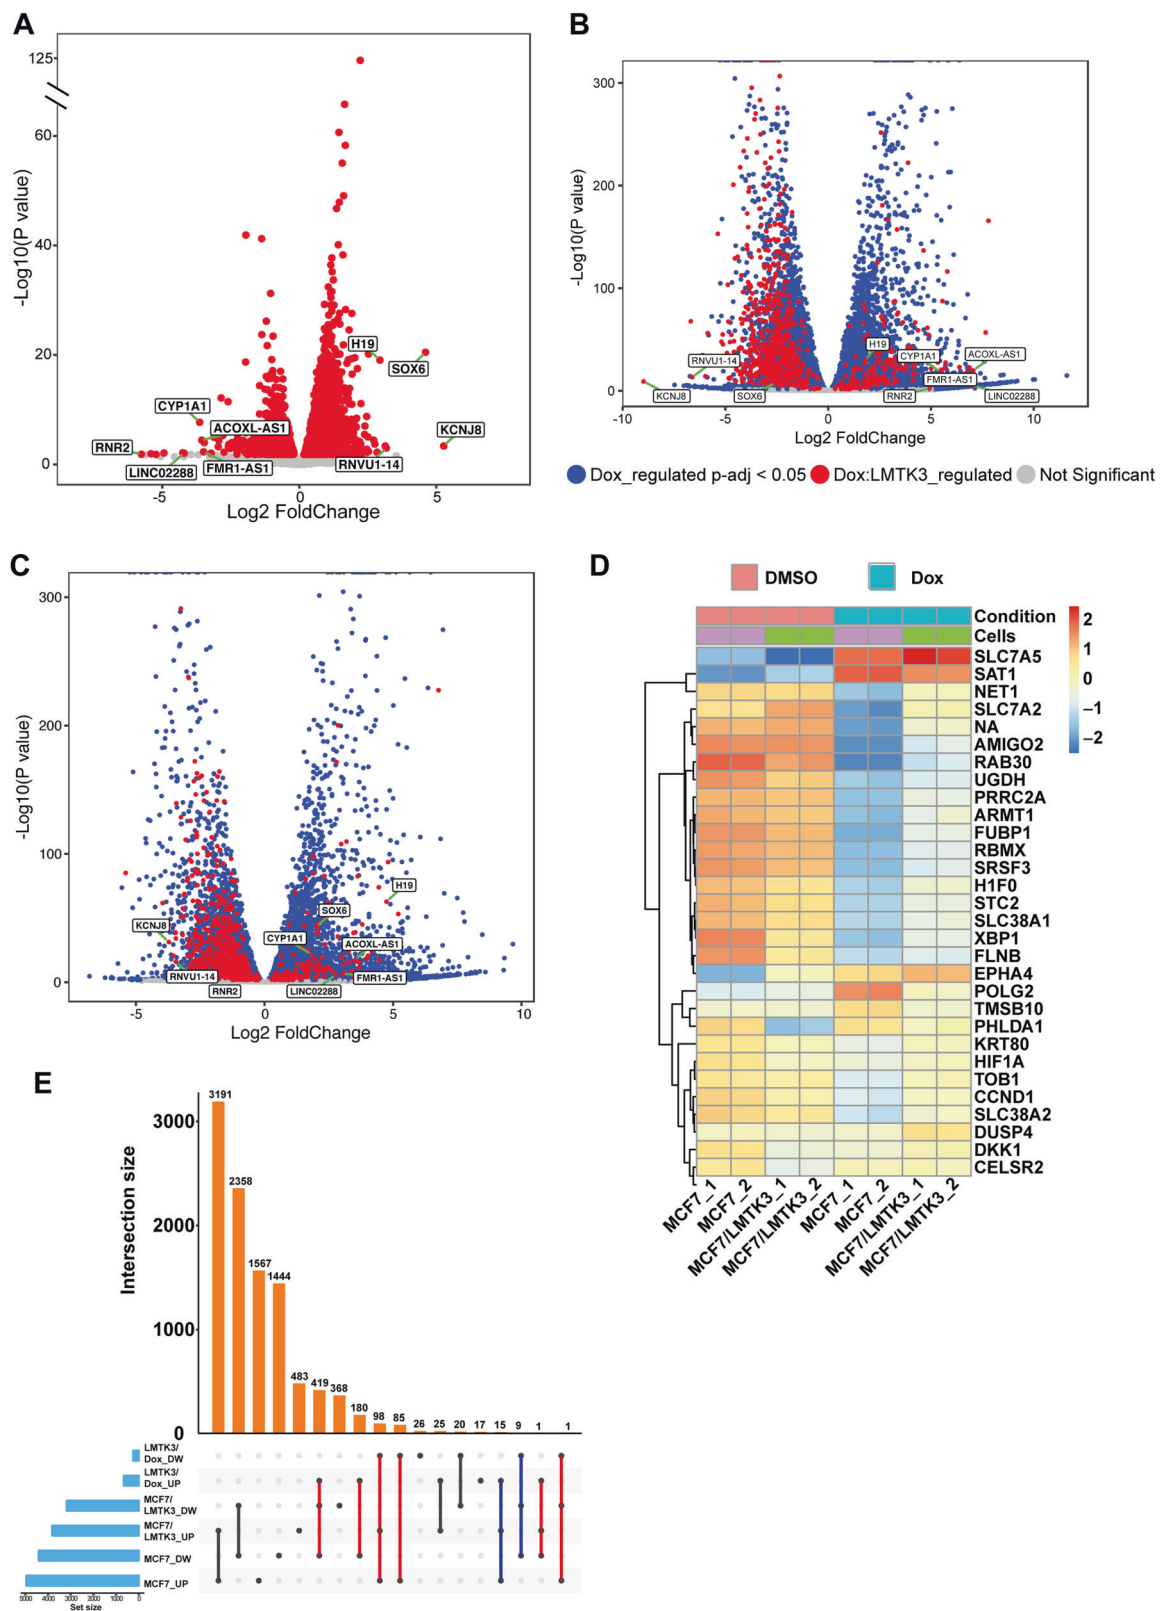 A
125
60
40
20
0
-Log10(P value)
H19
SOX6
CYP1A1
ACOXL-AS1
KCNJ8
RNR2
LINC02288
FMR1-AS1
RNVU1-14
-5
0
5
Log2 FoldChange
B
300
200
100
0
-Log10(P value)
H19
CYP1A1
ACOXL-AS1
RNVU1-14
FMR1-AS1
KCNJ8
SOX6
RNR2
LINC02288
-10
-5
0
5
10
Log2 FoldChange
Dox_regulated p-adj < 0.05
Dox:LMTK3_regulated
Not Significant
C
300
200
100
0
-Log10(P value)
H19
SOX6
KCNJ8
CYP1A1
ACOXL-AS1
RNVU1-14
FMR1-AS1
RNR2
LINC02288
-5
0
5
10
Log2 FoldChange
D
DMSO
Dox
Condition
Cells
2
1
0
−1
−2
SLC7A5
SAT1
NET1
SLC7A2
NA
AMIGO2
RAB30
UGDH
PRRC2A
ARMT1
FUBP1
RBMX
SRSF3
H1F0
STC2
SLC38A1
XBP1
FLNB
EPHA4
POLG2
TMSB10
PHLDA1
KRT80
HIF1A
TOB1
CCND1
SLC38A2
DUSP4
DKK1
CELSR2
MCF7_1
MCF7_2
MCF7/LMTK3_1
MCF7/LMTK3_2
MCF7_1
MCF7_2
MCF7/LMTK3_1
MCF7/LMTK3_2
E
Intersection size
3000
2000
1000
0
3191
2358
1567
1444
483
419
368
180
98
85
26
25
20
17
15
9
1
1
LMTK3/
Dox_DW
LMTK3/
Dox_UP
MCF7/
LMTK3_DW
MCF7/
LMTK3_UP
MCF7_DW
MCF7_UP
5000
4000
3000
2000
1000
0
Set size